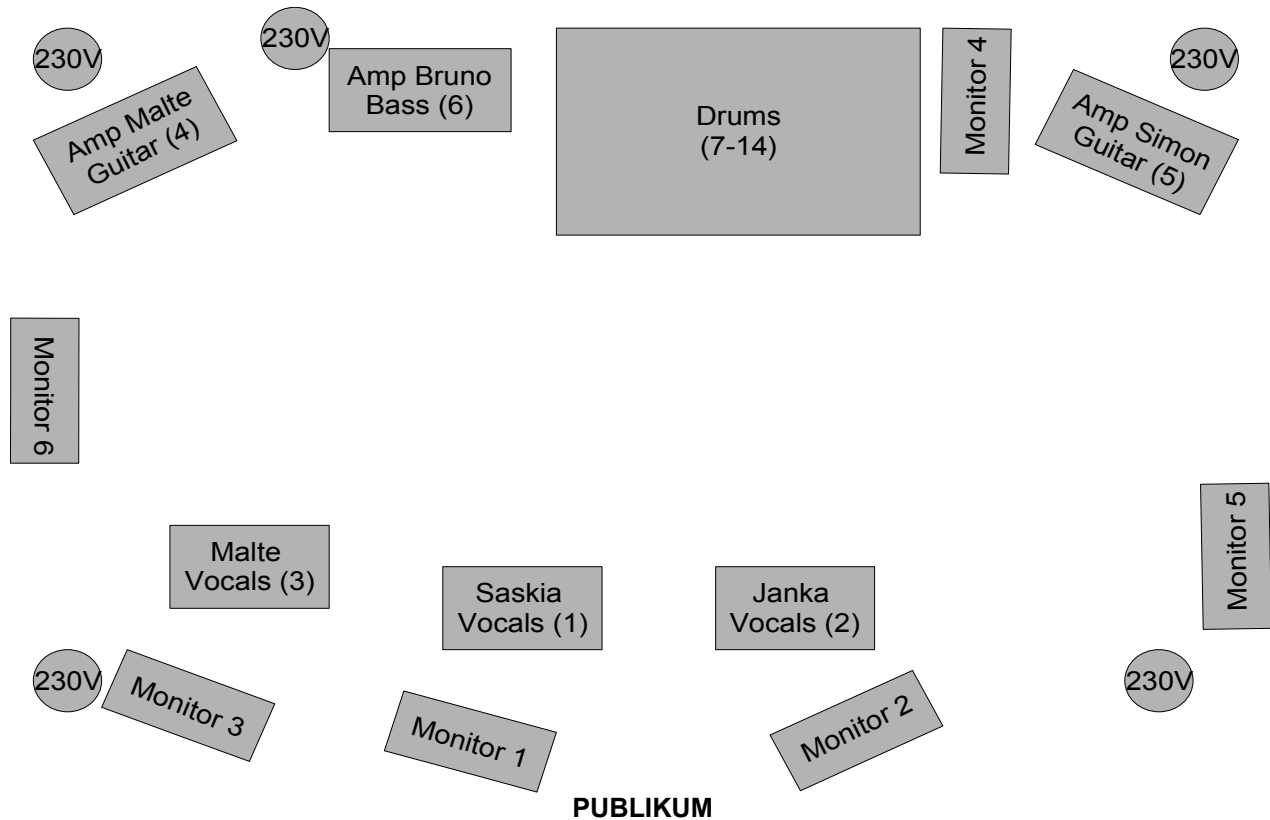 230V
230V
Amp Bruno
Bass (6)
Amp Malte
Guitar (4)
Drums
(7-14)
Monitor 4
230V
Amp Simon
Guitar (5)
Monitor 6
Monitor 5
Malte
Vocals (3)
Saskia
Vocals (1)
Janka
Vocals (2)
230V
Monitor 3
Monitor 1
Monitor 2
230V
PUBLIKUM